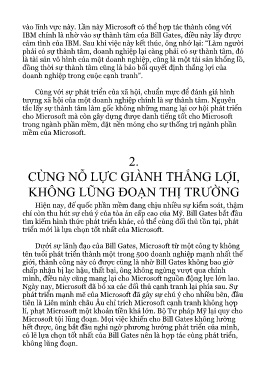 vào lĩnh vực này. Lần này Microsoft có thể hợp tác thành công với
IBM chính là nhờ vào sự thành tâm của Bill Gates, điều này lấy được
cảm tình của IBM. Sau khi việc này kết thúc, ông nhớ lại: "Làm người
phải có sự thành tâm, doanh nghiệp lại càng phải có sự thành tâm, đó
là tài sản vô hình của một doanh nghiệp, cũng là một tài sản khổng lồ,
đồng thời sự thành tâm cũng là bảo bối quyết định thắng lợi của
doanh nghiệp trong cuộc cạnh tranh".
Cùng với sự phát triển của xã hội, chuẩn mực để đánh giá hình
tượng xã hội của một doanh nghiệp chính là sự thành tâm. Nguyên
tắc lấy sự thành tâm làm gốc không những mang lại cơ hội phát triển
cho Microsoft mà còn gây dựng được danh tiếng tốt cho Microsoft
trong ngành phần mềm, đặt nền móng cho sự thống trị ngành phần
mềm của Microsoft.
2.
CÙNG NỖ LỰC GIÀNH THẮNG LỢI,
KHÔNG LŨNG ĐOẠN THỊ TRƯỜNG
Hiện nay, đế quốc phần mềm đang chịu nhiều sự kiểm soát, thậm
chí còn thu hút sự chú ý của tòa án cấp cao của Mỹ. Bill Gates bắt đầu
tìm kiếm hình thức phát triển khác, có thể cùng đối thủ tồn tại, phát
triển mới là lựa chọn tốt nhất của Microsoft.
Dưới sự lãnh đạo của Bill Gates, Microsoft từ một công ty không
tên tuổi phát triển thành một trong 500 doanh nghiệp mạnh nhất thế
giới, thành công này có được cũng là nhờ Bill Gates không bao giờ
chấp nhận bị lạc hậu, thất bại, ông không ngừng vượt qua chính
mình, điều này cũng mang lại cho Microsoft nguồn động lực lớn lao.
Ngày nay, Microsoft đã bỏ xa các đối thủ cạnh tranh lại phía sau. Sự
phát triển mạnh mẽ của Microsoft đã gây sự chú ý cho nhiều bên, đầu
tiên là Liên minh châu Âu chỉ trích Microsoft cạnh tranh không hợp
lí, phạt Microsoft một khoản tiền khá lớn. Bộ Tư pháp Mỹ lại quy cho
Microsoft tội lũng đoạn. Mọi việc khiến cho Bill Gates không lường
hết được, ông bắt đầu nghi ngờ phương hướng phát triển của mình,
có lẽ lựa chọn tốt nhất của Bill Gates nên là hợp tác cùng phát triển,
không lũng đoạn.